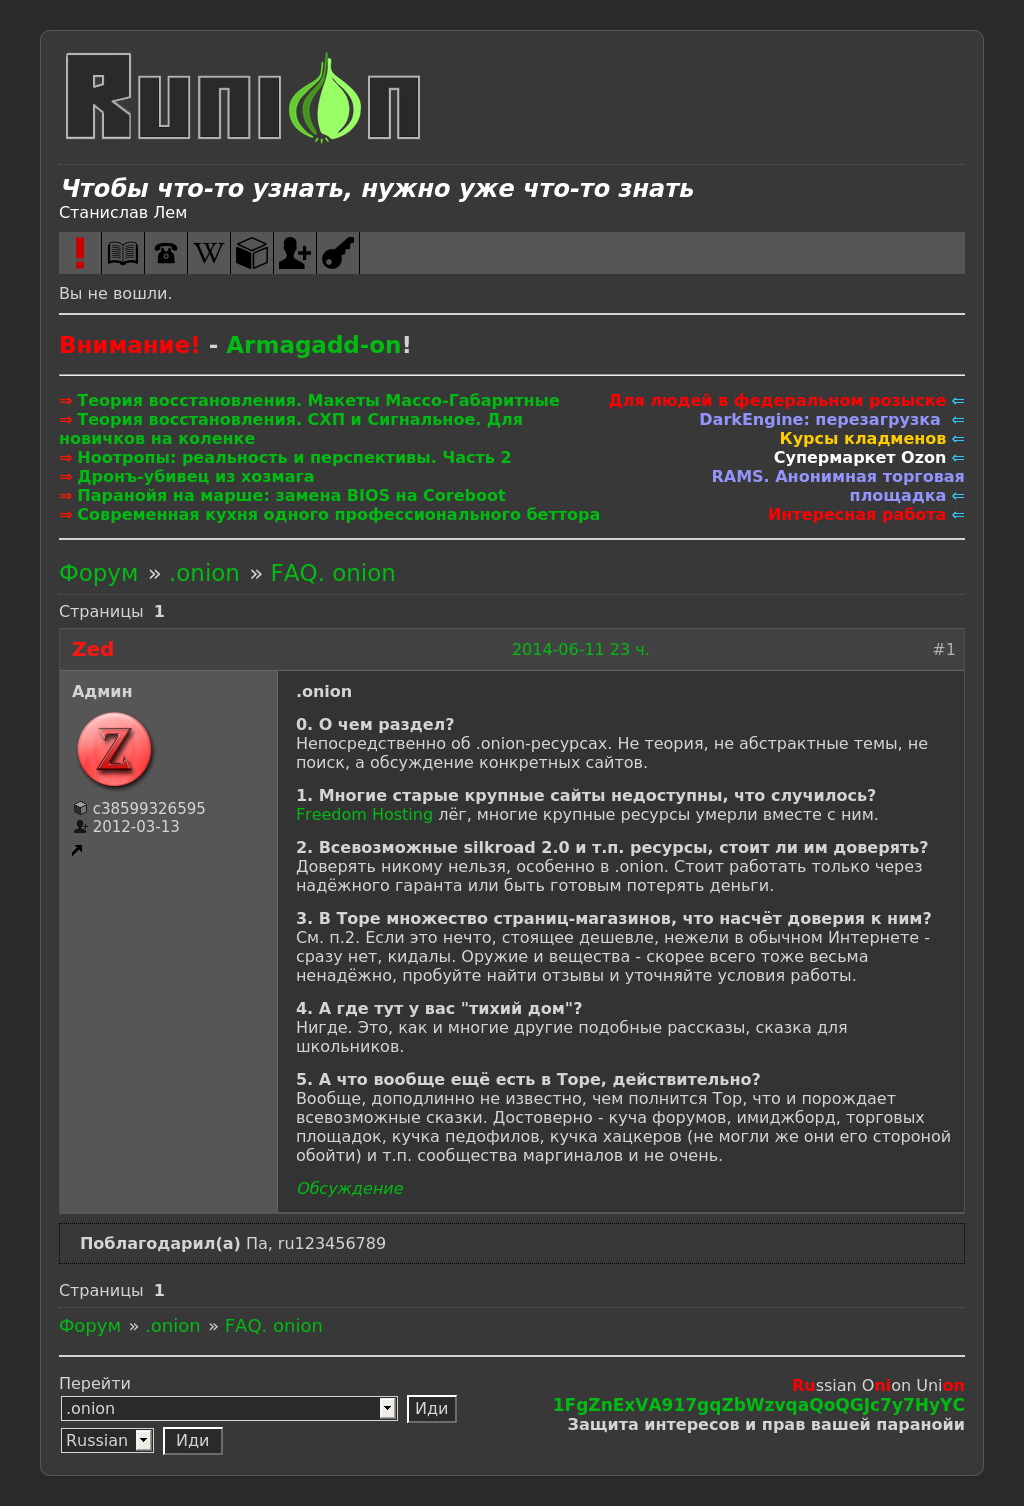 Runion
Чтобы что-то узнать, нужно уже что-то знать
Станислав Лем
Вы не вошли.
Внимание! - Armagadd-on!
⇒ Теория восстановления. Макеты Массо-Габаритные
⇒ Теория восстановления. СХП и Сигнальное. Для
новичков на коленке
⇒ Ноотропы: реальность и перспективы. Часть 2
⇒ Дронъ-убивец из хозмага
⇒ Паранойя на марше: замена BIOS на Coreboot
⇒ Современная кухня одного профессионального беттора
Для людей в федеральном розыске ⇐
DarkEngine: перезагрузка ⇐
Курсы кладменов ⇐
Супермаркет Ozon ⇐
RAMS. Анонимная торговая
площадка ⇐
Интересная работа ⇐
Форум » .onion » FAQ. onion
Страницы 1
Zed 2014-06-11 23 ч. #1
Админ
Z
c38599326595
2012-03-13
.onion
0. О чем раздел?
Непосредственно об .onion-ресурсах. Не теория, не абстрактные темы, не
поиск, а обсуждение конкретных сайтов.
1. Многие старые крупные сайты недоступны, что случилось?
Freedom Hosting лёг, многие крупные ресурсы умерли вместе с ним.
2. Всевозможные silkroad 2.0 и т.п. ресурсы, стоит ли им доверять?
Доверять никому нельзя, особенно в .onion. Стоит работать только через
надёжного гаранта или быть готовым потерять деньги.
3. В Торе множество страниц-магазинов, что насчёт доверия к ним?
См. п.2. Если это нечто, стоящее дешевле, нежели в обычном Интернете -
сразу нет, кидалы. Оружие и вещества - скорее всего тоже весьма
ненадёжно, пробуйте найти отзывы и уточняйте условия работы.
4. А где тут у вас "тихий дом"?
Нигде. Это, как и многие другие подобные рассказы, сказка для
школьников.
5. А что вообще ещё есть в Торе, действительно?
Вообще, доподлинно не известно, чем полнится Тор, что и порождает
всевозможные сказки. Достоверно - куча форумов, имиджборд, торговых
площадок, кучка педофилов, кучка хацкеров (не могли же они его стороной
обойти) и т.п. сообщества маргиналов и не очень.
Обсуждение
Поблагодарил(а) Па, ru123456789
Страницы 1
Форум » .onion » FAQ. onion
Перейти
.onion Иди
Russian Иди
Russian Onion Union
1FgZnExVA917gqZbWzvqaQoQGJc7y7HyYC
Защита интересов и прав вашей паранойи